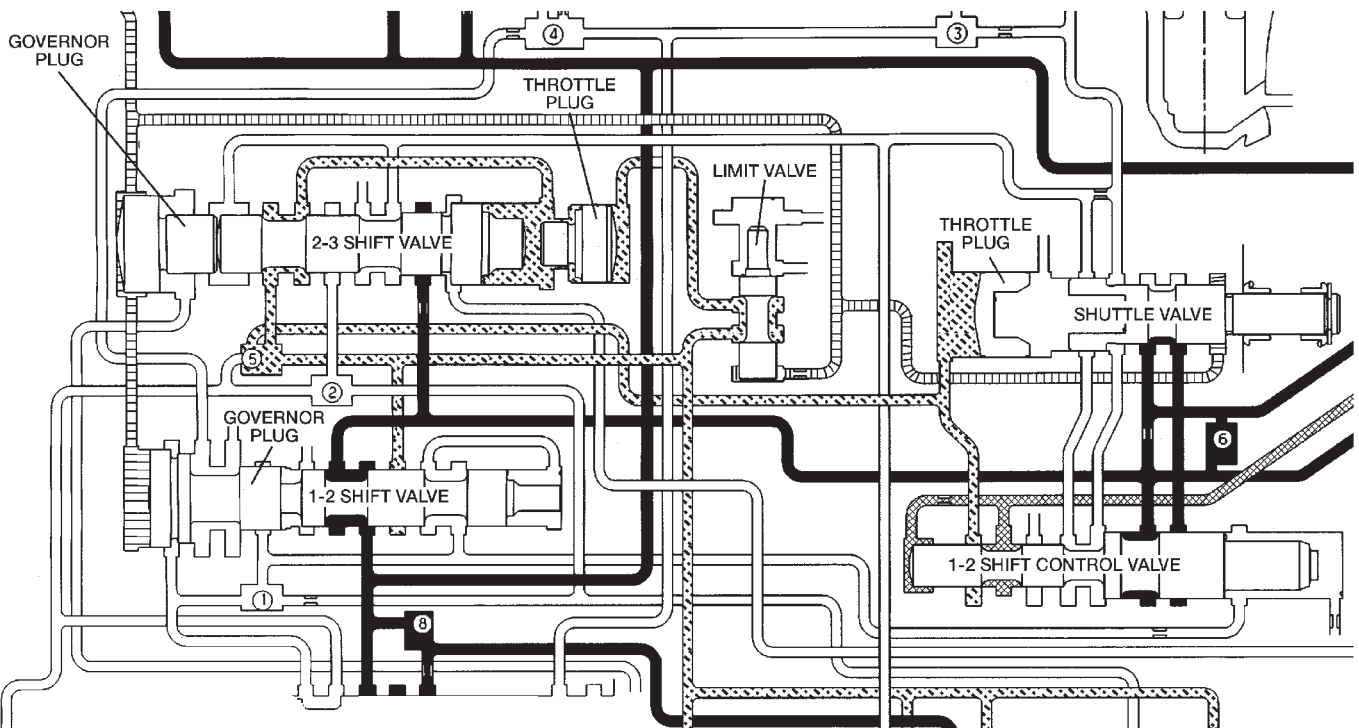 ④
③
GOVERNOR
PLUG
THROTTLE
PLUG
LIMIT VALVE
THROTTLE
PLUG
2-3 SHIFT VALVE
SHUTTLE VALVE
⑤
②
GOVERNOR
PLUG
⑥
1-2 SHIFT VALVE
1-2 SHIFT CONTROL VALVE
①
⑧